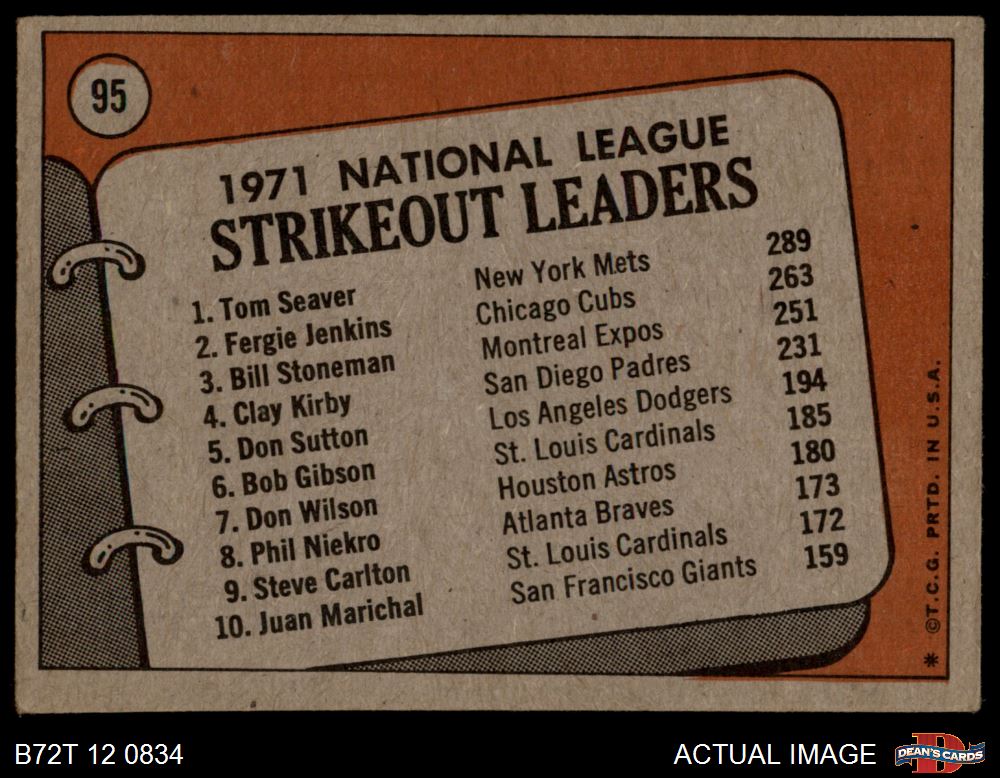 95
1971 NATIONAL LEAGUE
STRIKEOUT LEADERS
1. Tom Seaver New York Mets 289
2. Fergie Jenkins Chicago Cubs 263
3. Bill Stoneman Montreal Expos 251
4. Clay Kirby San Diego Padres 231
5. Don Sutton Los Angeles Dodgers 194
6. Bob Gibson St. Louis Cardinals 185
7. Don Wilson Houston Astros 180
8. Phil Niekro Atlanta Braves 173
9. Steve Carlton St. Louis Cardinals 172
10. Juan Marichal San Francisco Giants 159
* ©T.C.G. PRTD. IN U.S.A.
B72T 12 0834
ACTUAL IMAGE
D
DEAN'S CARDS